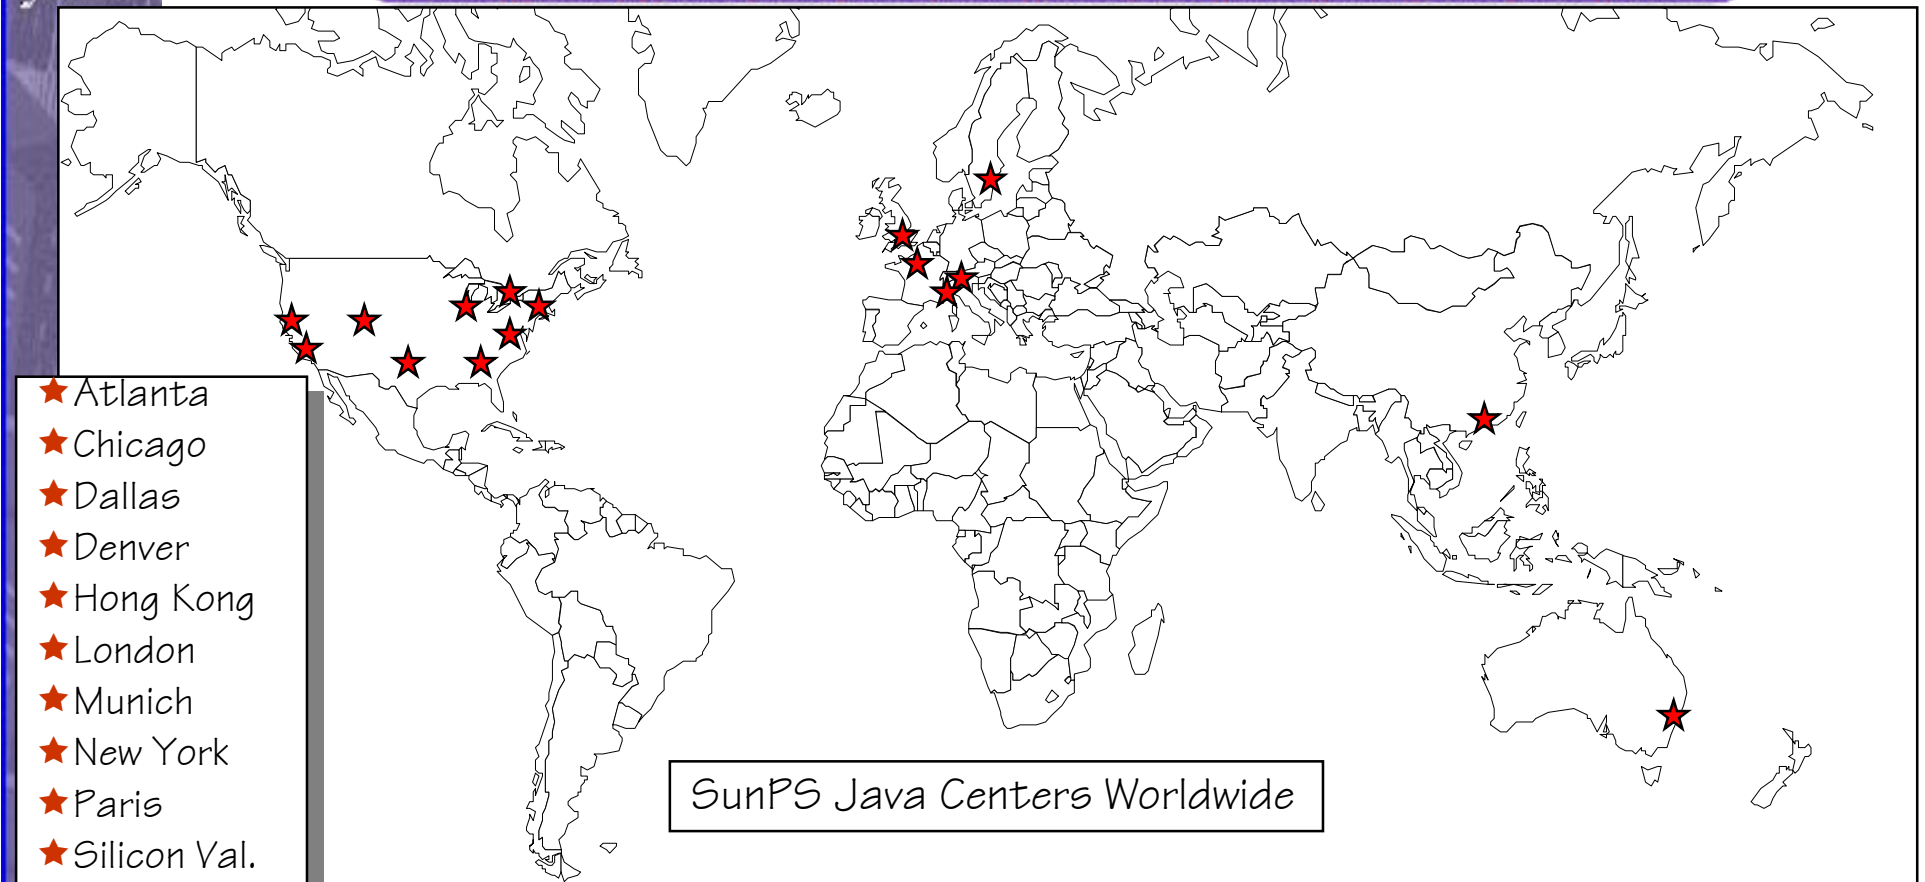 Atlanta
Chicago
Dallas
Denver
Hong Kong
London
Munich
New York
Paris
Silicon Val.
SunPS Java Centers Worldwide